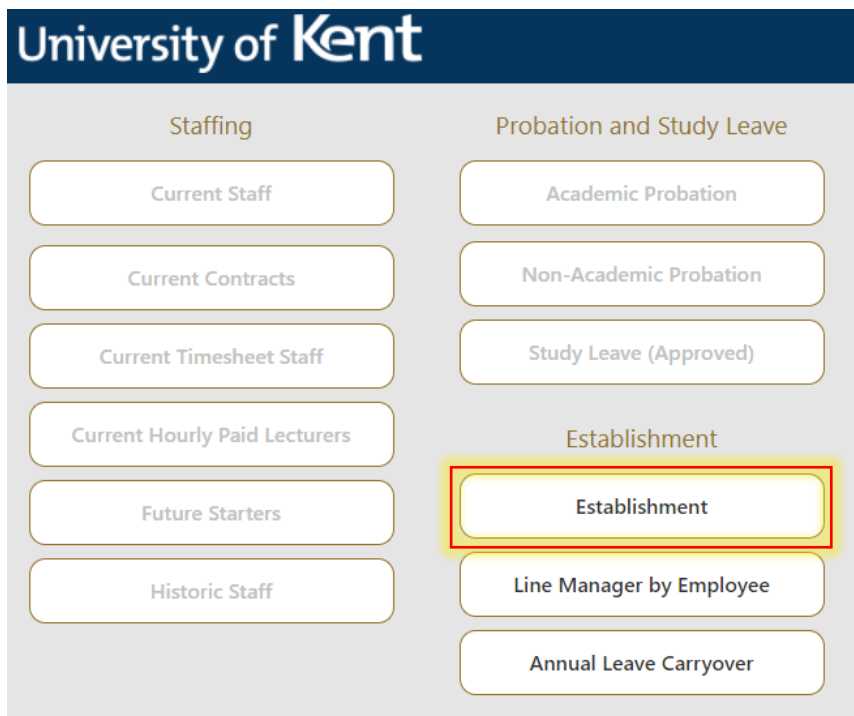 University of Kent
Staffing
Current Staff
Current Contracts
Current Timesheet Staff
Current Hourly Paid Lecturers
Future Starters
Historic Staff
Probation and Study Leave
Academic Probation
Non-Academic Probation
Study Leave (Approved)
Establishment
Establishment
Line Manager by Employee
Annual Leave Carryover